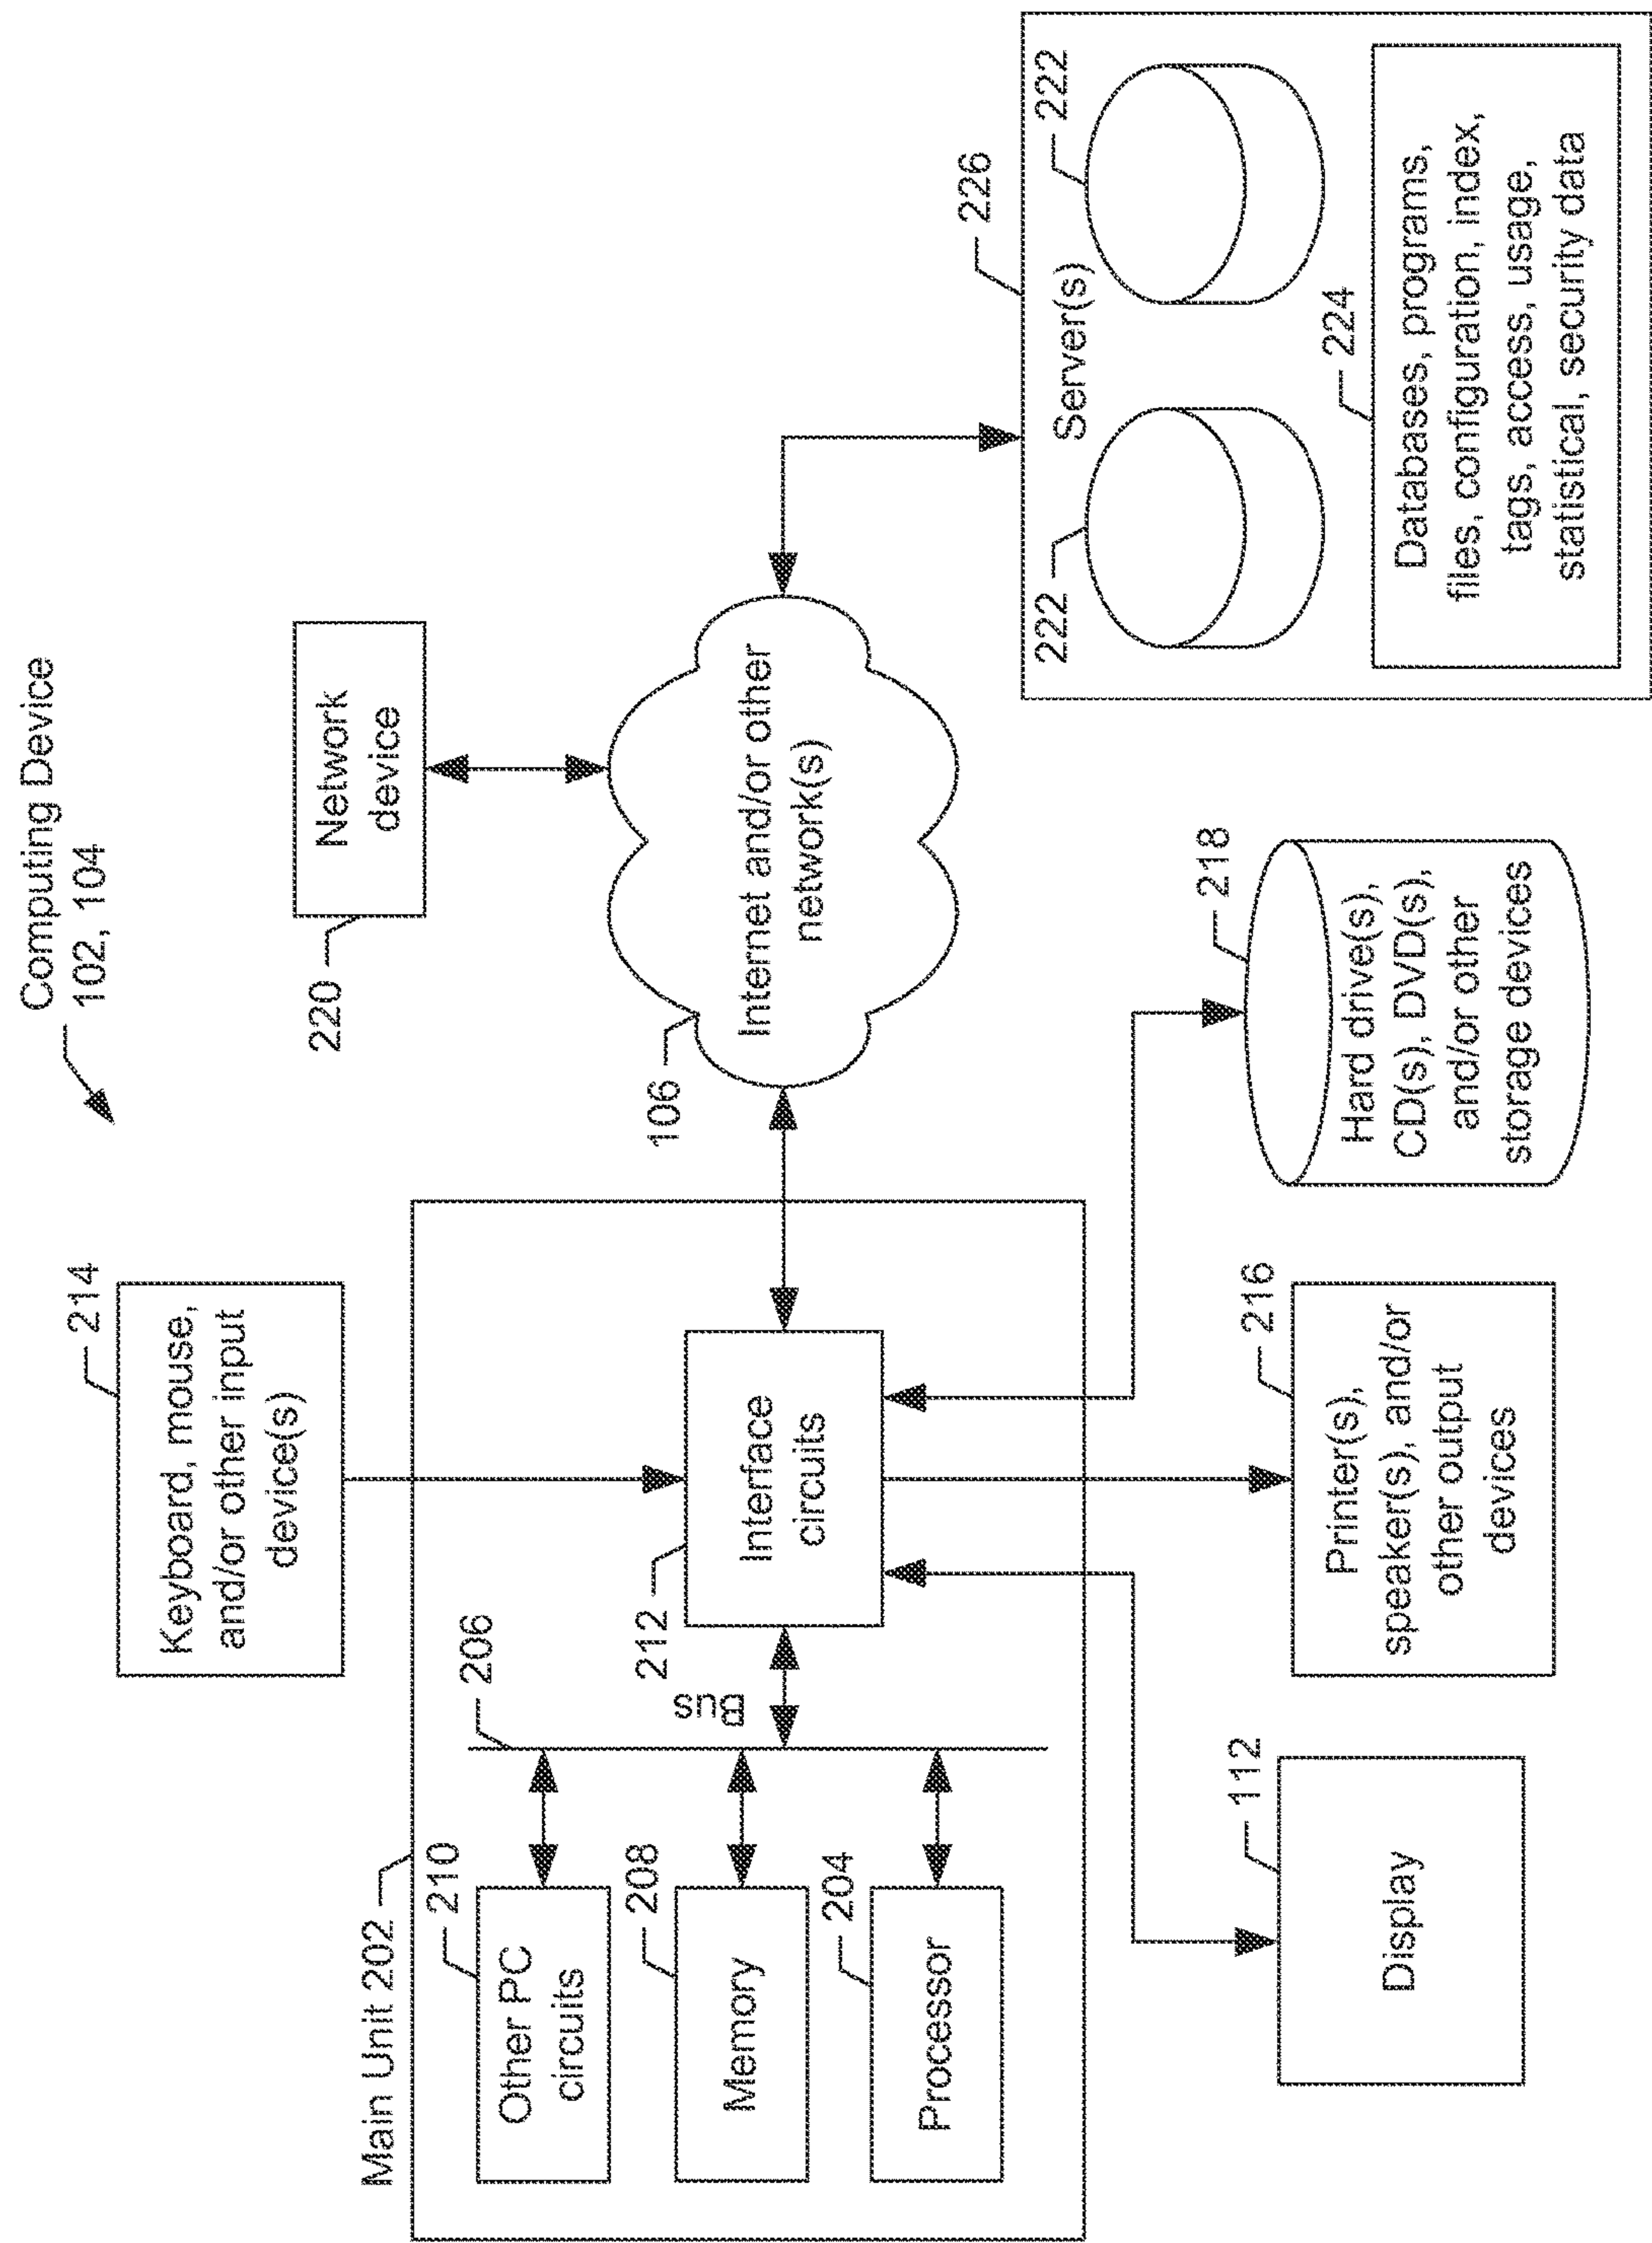 Computing Device
102, 104
214
Keyboard, mouse,
and/or other input
device(s)
220
Network
device
Main Unit 202
210
Other PC
circuits
206
Bus
208
Memory
204
Processor
212
Interface
circuits
106
Internet and/or other
network(s)
226
Server(s)
222
222
224
Databases, programs,
files, configuration, index,
tags, access, usage,
statistical, security data
112
Display
216
Printer(s),
speaker(s), and/or
other output
devices
218
Hard drive(s),
CD(s), DVD(s),
and/or other
storage devices